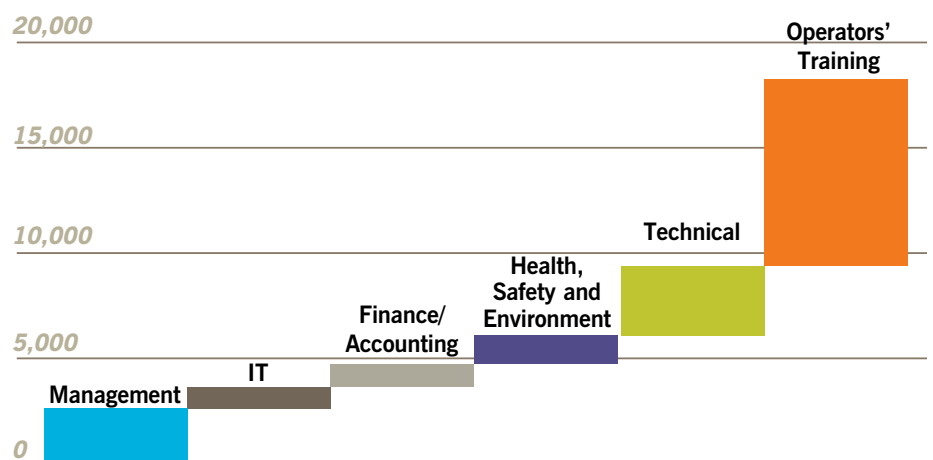 20,000
Operators’
Training
15,000
10,000
Technical
Health,
Safety and
Environment
Finance/
Accounting
5,000
IT
Management
0